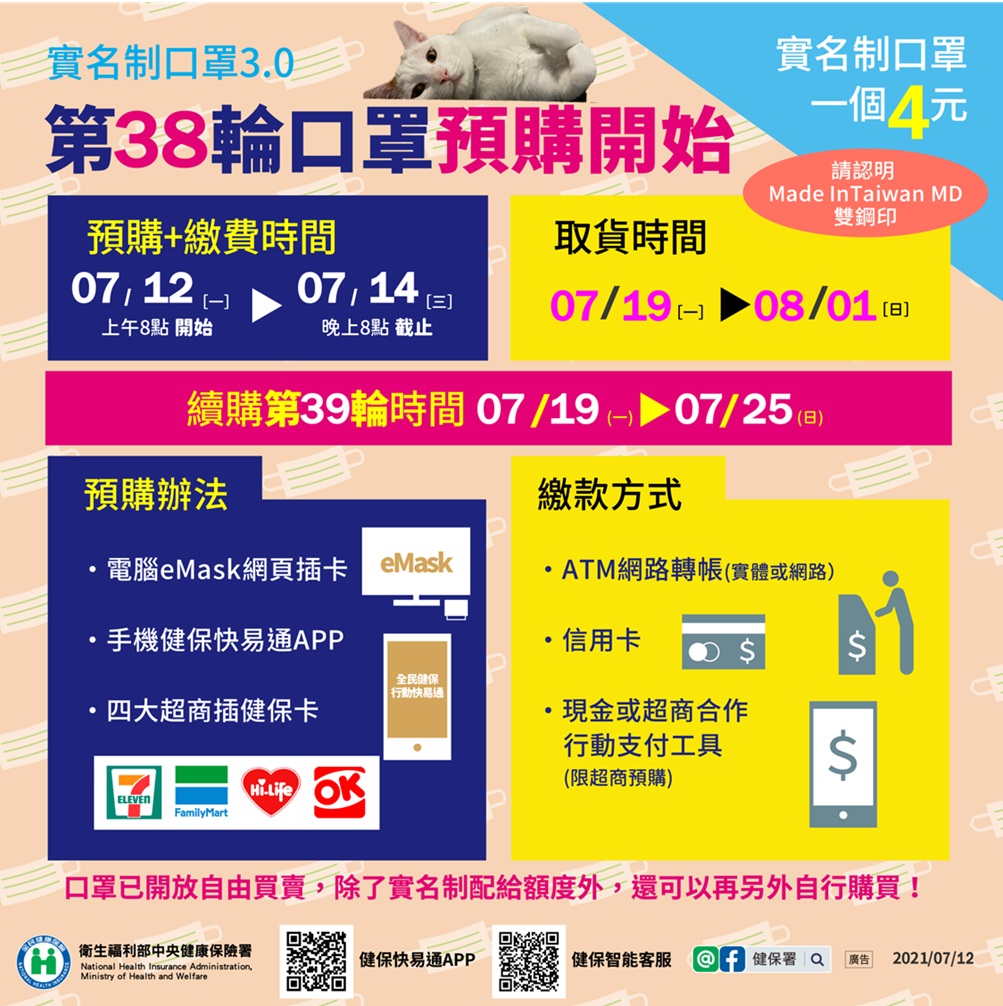 實名制口罩3.0
第38輪口罩預購開始
實名制口罩
一個4元
請認明
Made InTaiwan MD
雙鋼印
預購+繳費時間
07/12[一] ▶ 07/14[三]
上午8點 開始 晚上8點 截止
取貨時間
07/19[一] ▶08/01[日]
續購第39輪時間 07/19(一)▶07/25(日)
預購辦法
・電腦eMask網頁插卡
eMask
・手機健保快易通APP
全民健保
行動快易通
・四大超商插健保卡
7 ELEVEn
FamilyMart
Hi-Life
OK
繳款方式
・ATM網路轉帳(實體或網路)
$
・信用卡
$
・現金或超商合作
行動支付工具
(限超商預購)
$
口罩已開放自由買賣，除了實名制配給額度外，還可以再另外自行購買！
衛生福利部中央健康保險署
National Health Insurance Administration,
Ministry of Health and Welfare
健保快易通APP
健保智能客服
@ f 健保署
廣告
2021/07/12